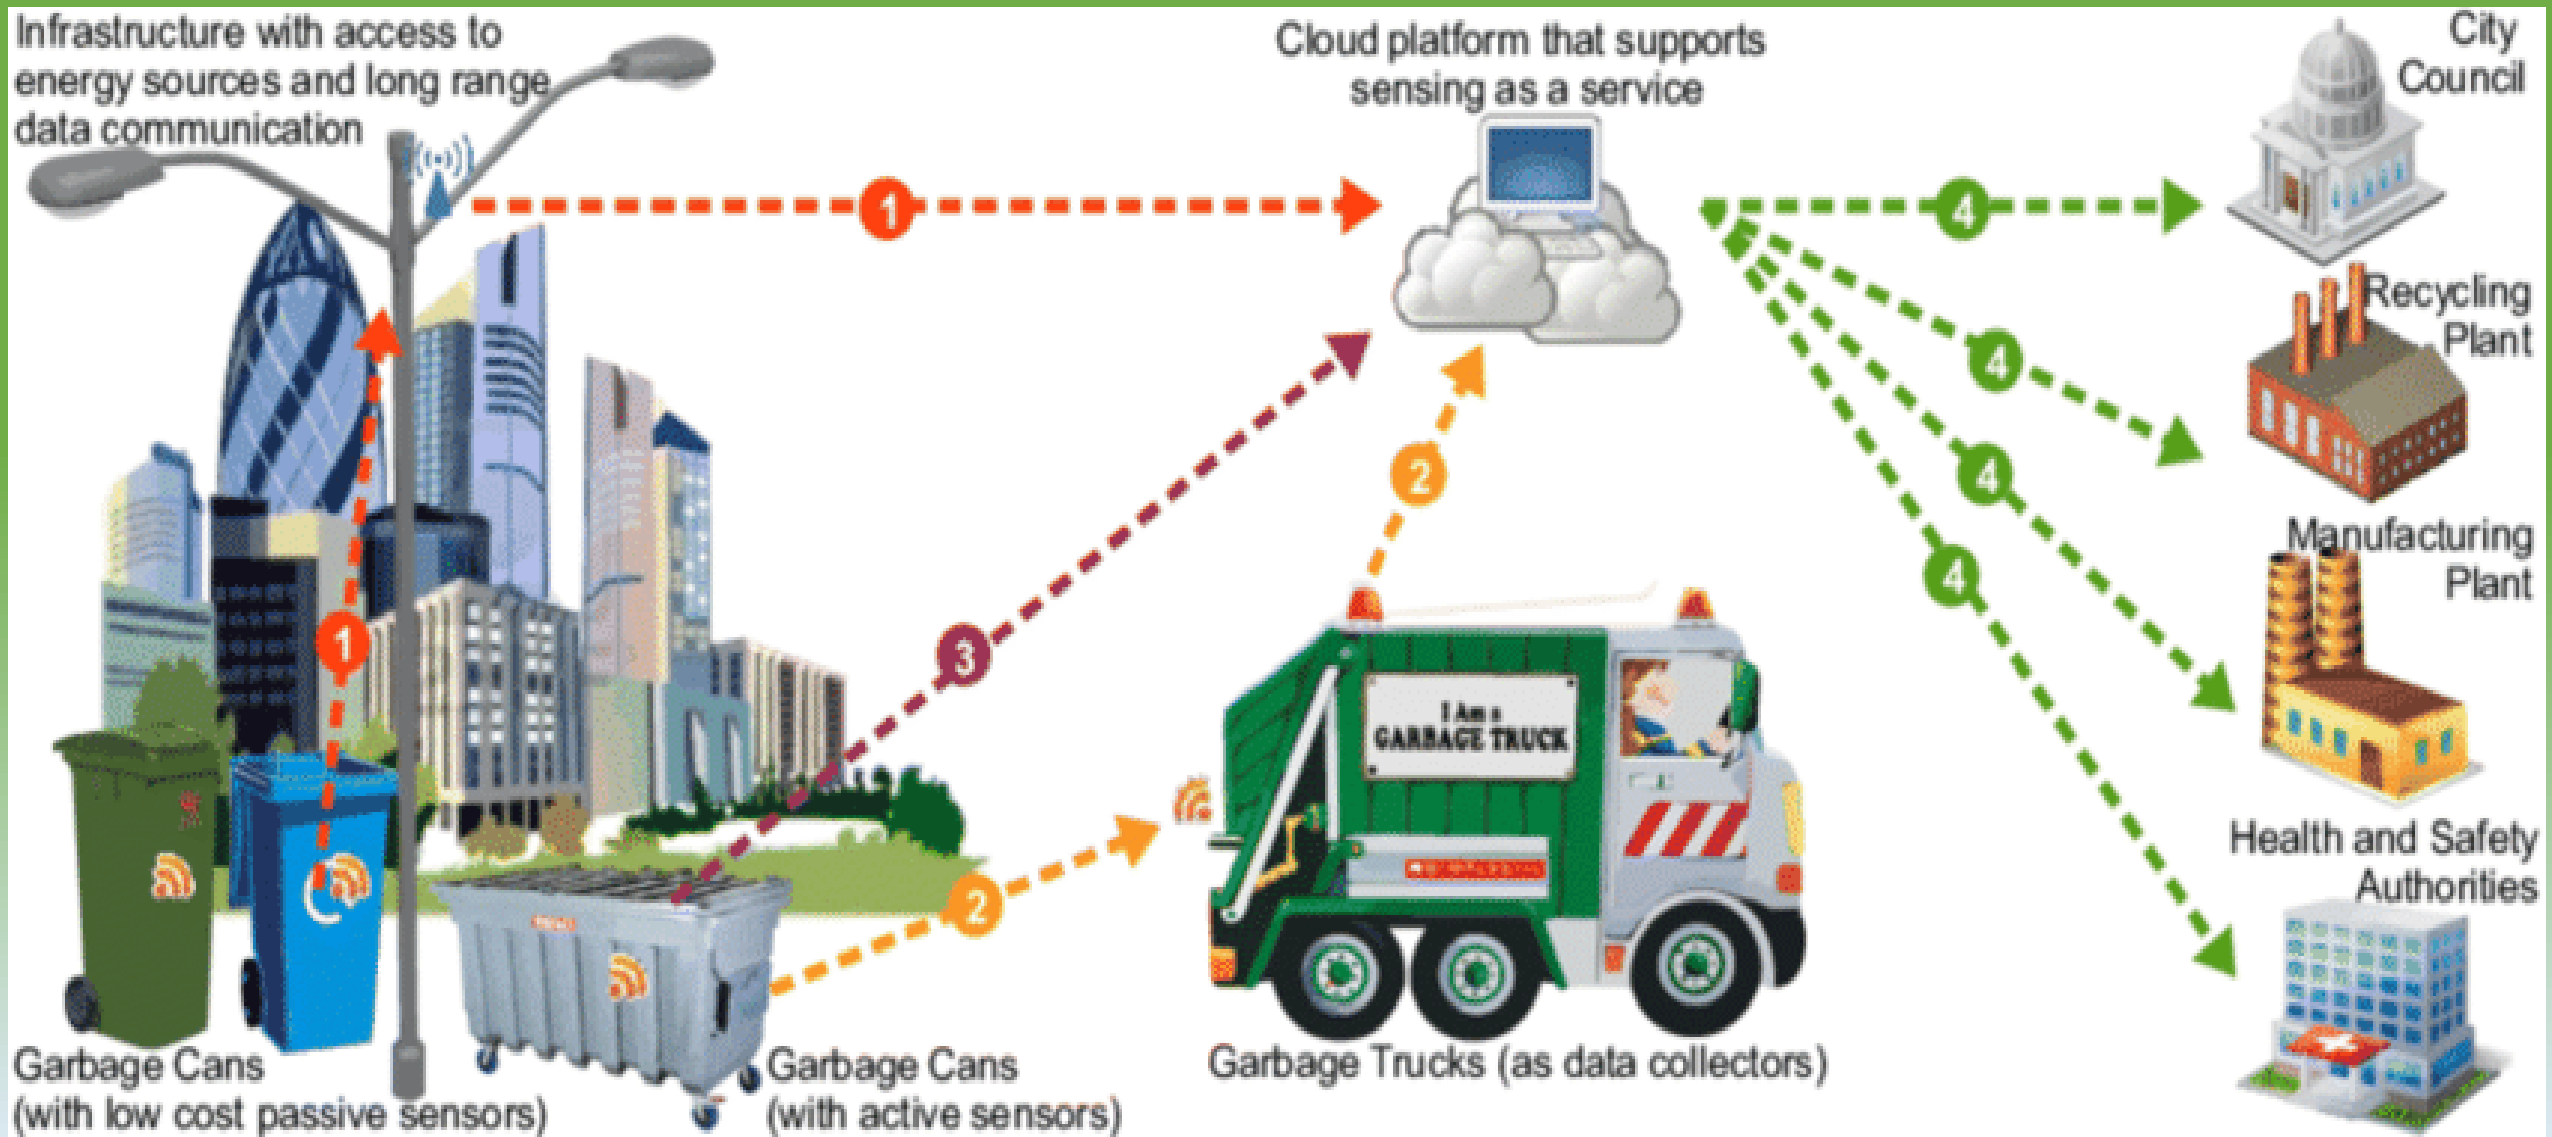 Infrastructure with access to
energy sources and long range
data communication
Cloud platform that supports
sensing as a service
City
Council
1
4
Recycling
Plant
4
2
4
Manufacturing
Plant
4
1
3
I Am a
GARBAGE TRUCK
2
Health and Safety
Authorities
Garbage Cans
(with low cost passive sensors)
Garbage Cans
(with active sensors)
Garbage Trucks (as data collectors)